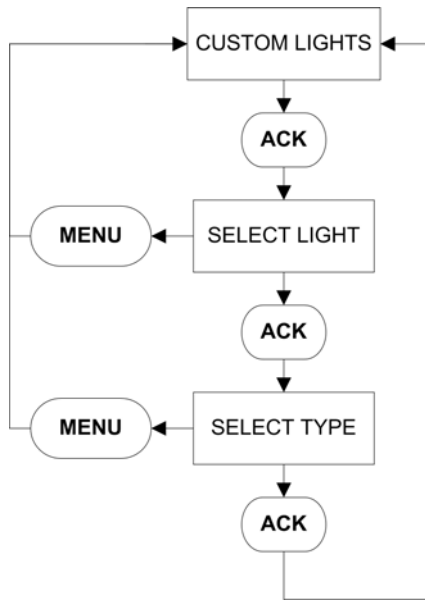 CUSTOM LIGHTS
ACK
MENU
SELECT LIGHT
ACK
MENU
SELECT TYPE
ACK